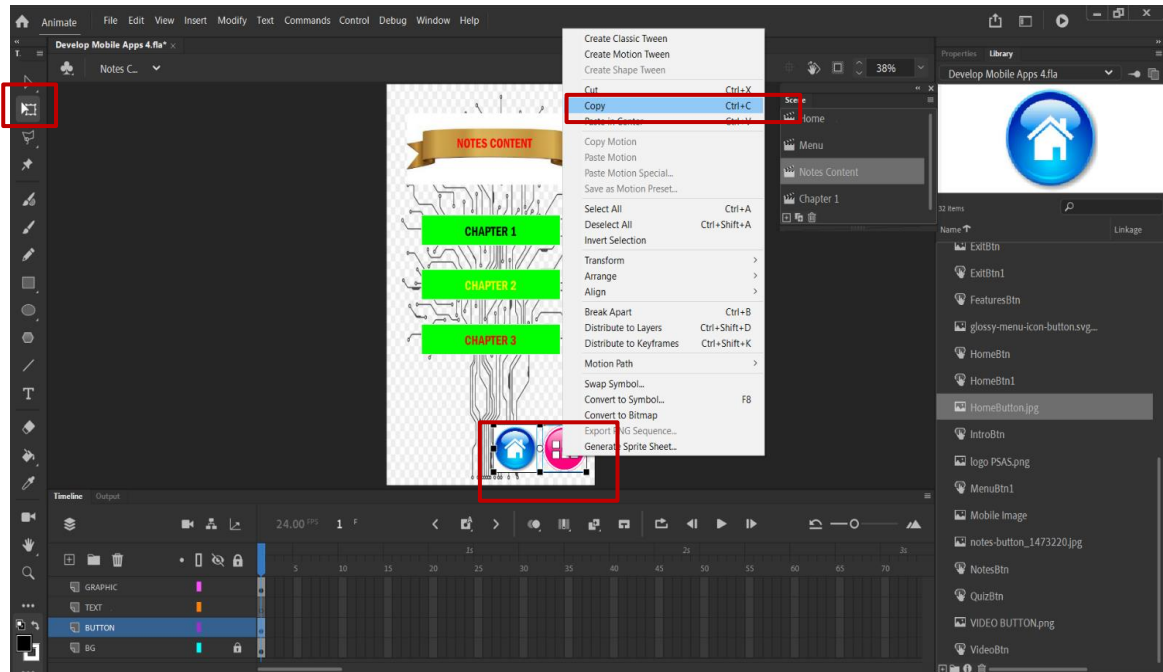 Animate File Edit View Insert Modify Text Commands Control Debug Window Help
Develop Mobile Apps 4.fla* ×
Notes C...
38%
NOTES CONTENT
CHAPTER 1
CHAPTER 2
CHAPTER 3
Create Classic Tween
Create Motion Tween
Create Shape Tween
Cut Ctrl+X
Copy Ctrl+C
Paste in Center Ctrl+V
Copy Motion
Paste Motion
Paste Motion Special...
Save as Motion Preset...
Select All Ctrl+A
Deselect All Ctrl+Shift+A
Invert Selection
Transform >
Arrange >
Align >
Break Apart Ctrl+B
Distribute to Layers Ctrl+Shift+D
Distribute to Keyframes Ctrl+Shift+K
Motion Path >
Swap Symbol...
Convert to Symbol... F8
Convert to Bitmap
Export PNG Sequence...
Generate Sprite Sheet...
Scene
Home
Menu
Notes Content
Chapter 1
Properties Library
Develop Mobile Apps 4.fla
32 items
Name Linkage
ExitBtn
ExitBtn1
FeaturesBtn
glossy-menu-icon-button.svg...
HomeBtn
HomeBtn1
HomeButton.jpg
IntroBtn
logo PSAS.png
MenuBtn1
Mobile Image
notes-button_1473220.jpg
NotesBtn
QuizBtn
VIDEO BUTTON.png
VideoBtn
Timeline Output
24.00 FPS 1 F
1s 2s 3s
5 10 15 20 25 30 35 40 45 50 55 60 65 70
GRAPHIC
TEXT
BUTTON
BG